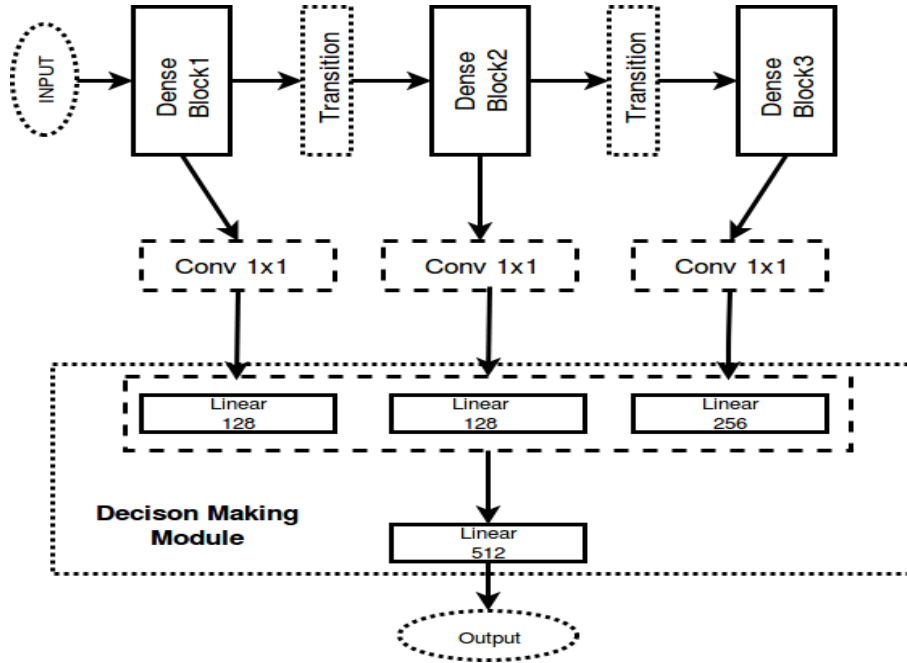 INPUT
Dense
Block1
Transition
Dense
Block2
Transition
Dense
Block3
Conv 1x1
Conv 1x1
Conv 1x1
Linear
128
Linear
128
Linear
256
Decison Making
Module
Linear
512
Output